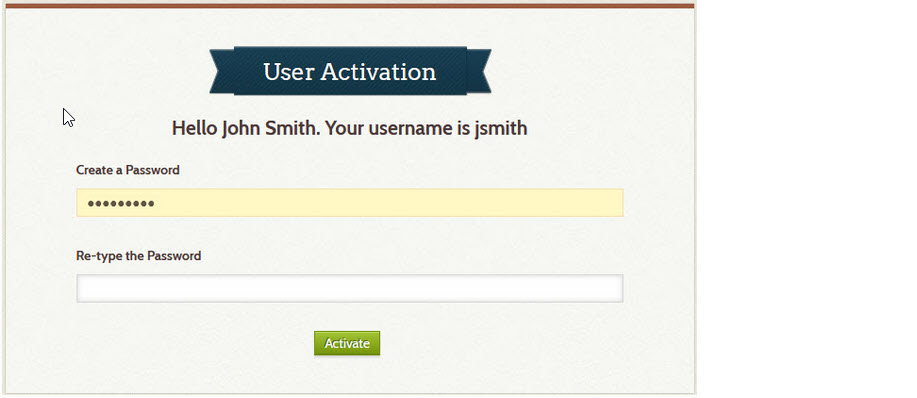 User Activation
Hello John Smith. Your username is jsmith
Create a Password
•••••••••
Re-type the Password
Activate